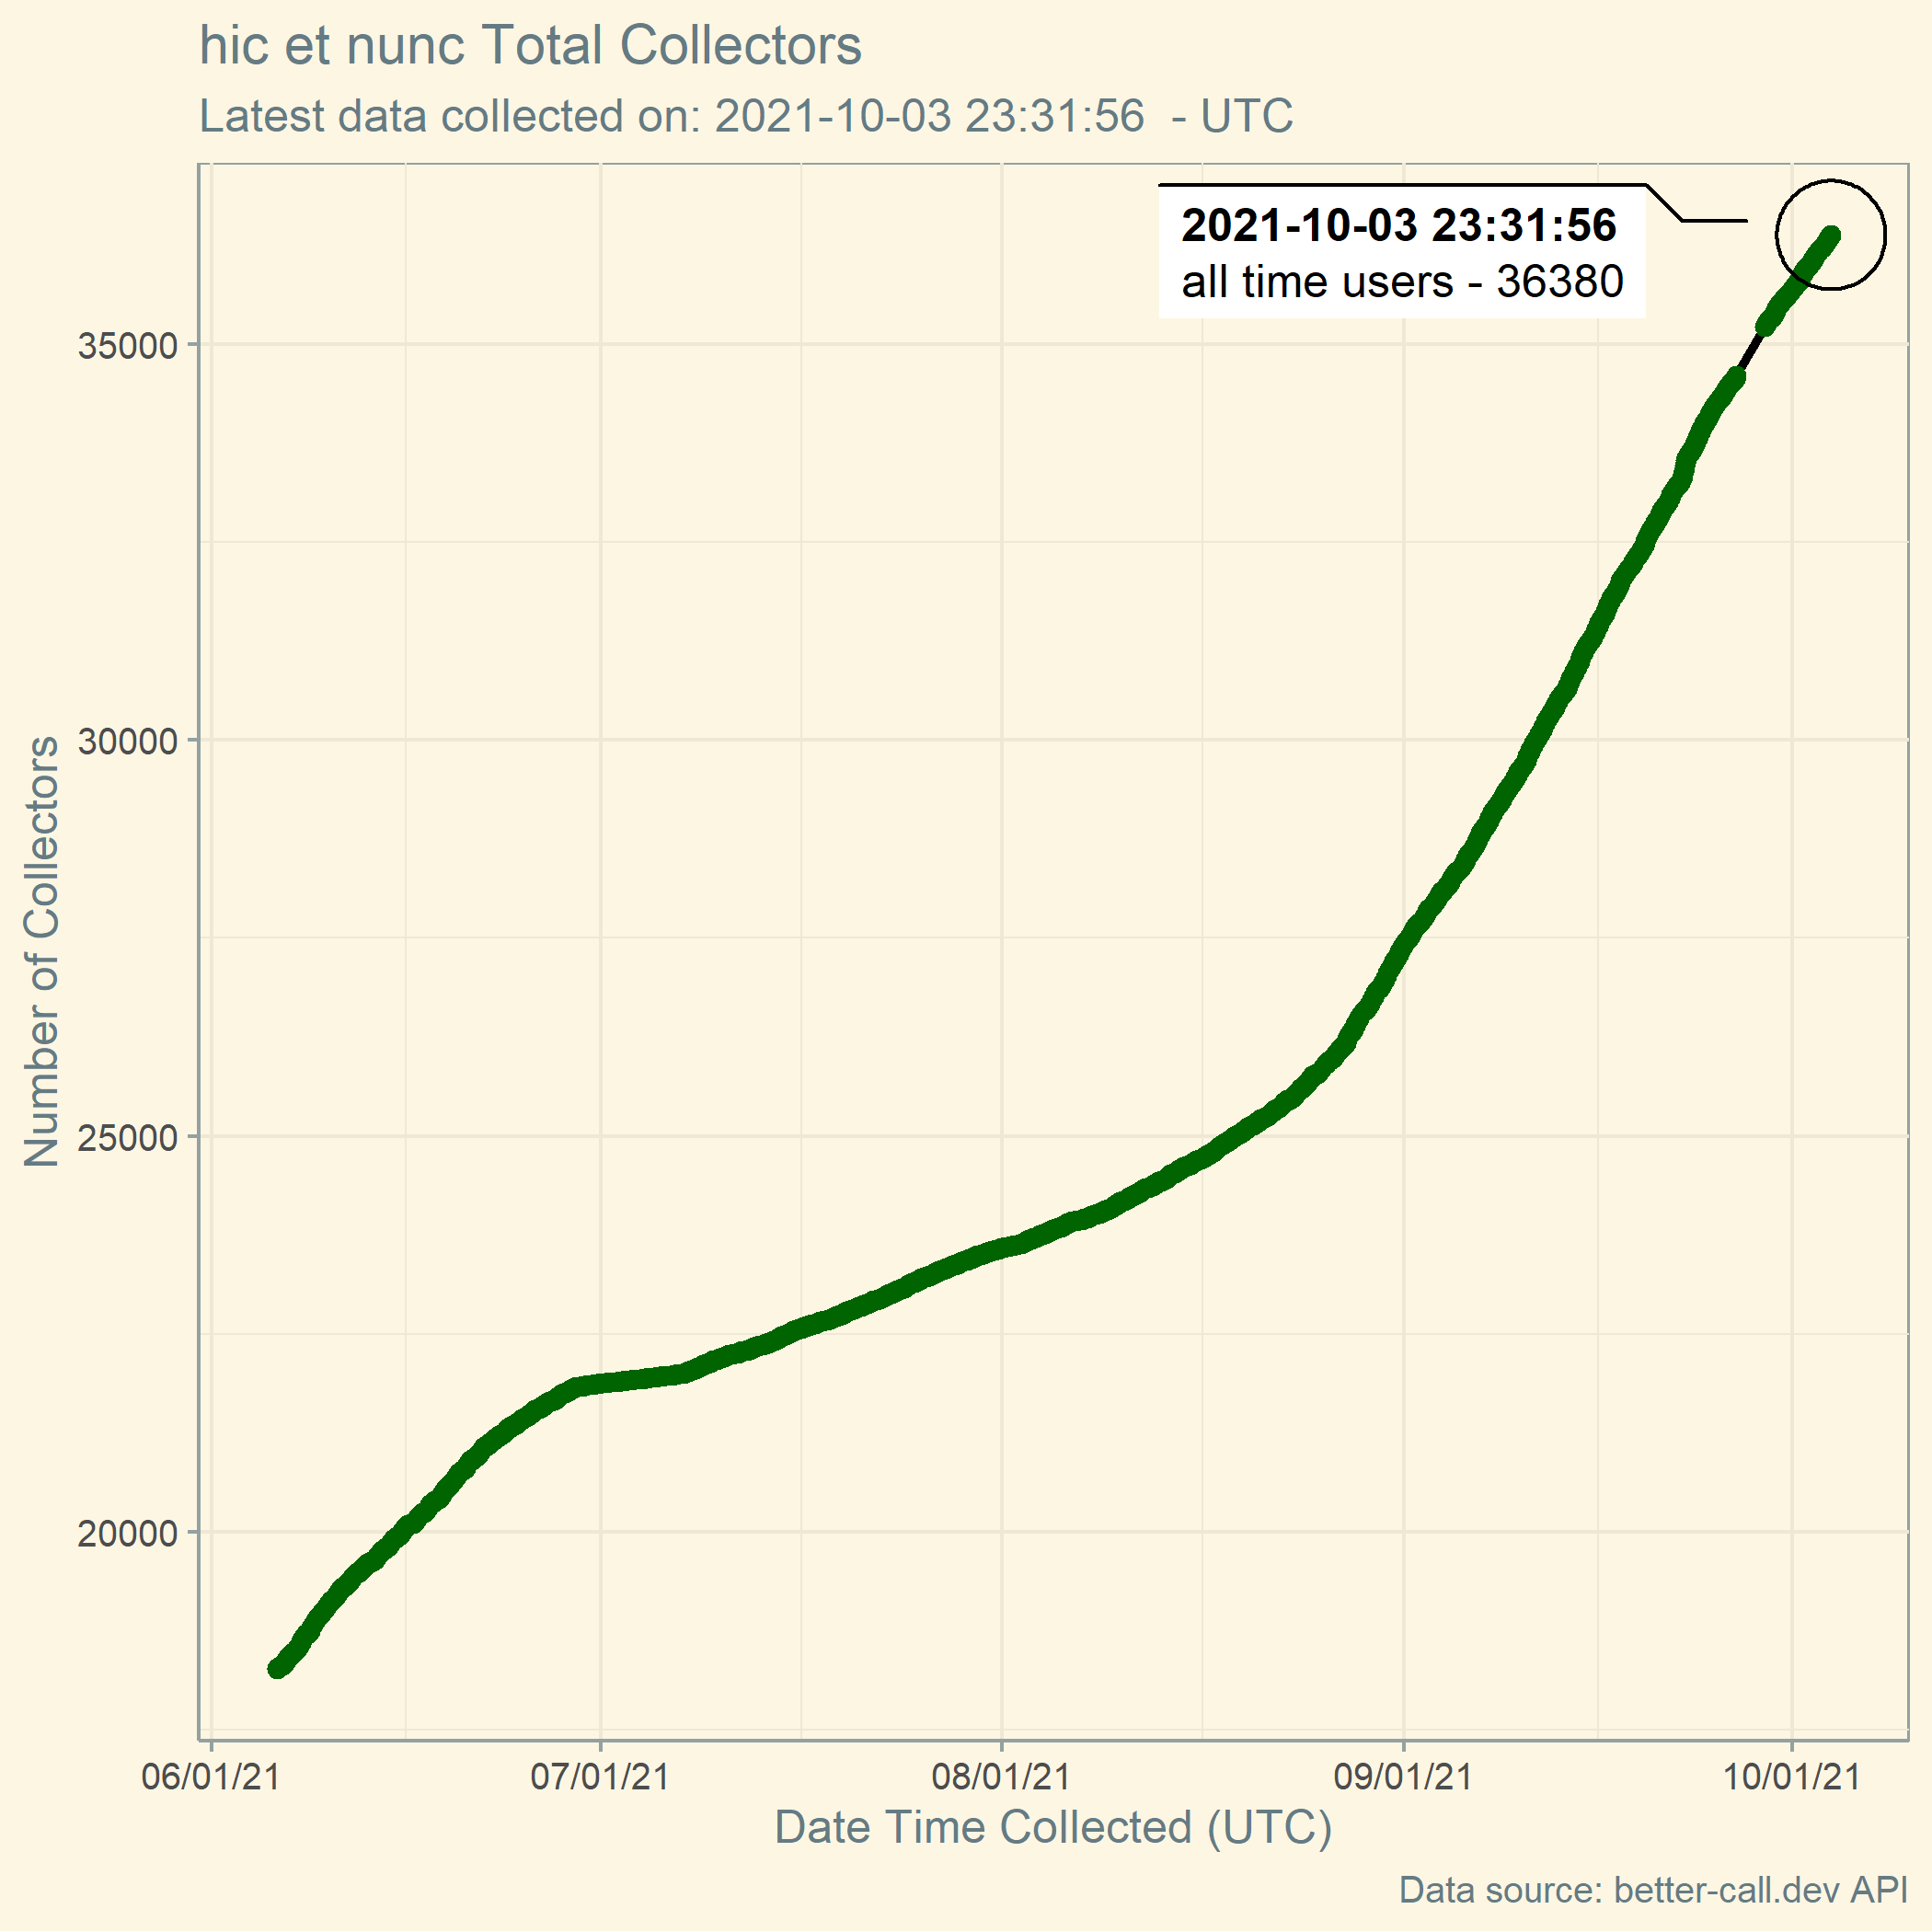 hic et nunc Total Collectors
Latest data collected on: 2021-10-03 23:31:56  - UTC
2021-10-03 23:31:56
all time users - 36380
Number of Collectors
35000
30000
25000
20000
06/01/21 07/01/21 08/01/21 09/01/21 10/01/21
Date Time Collected (UTC)
Data source: better-call.dev API